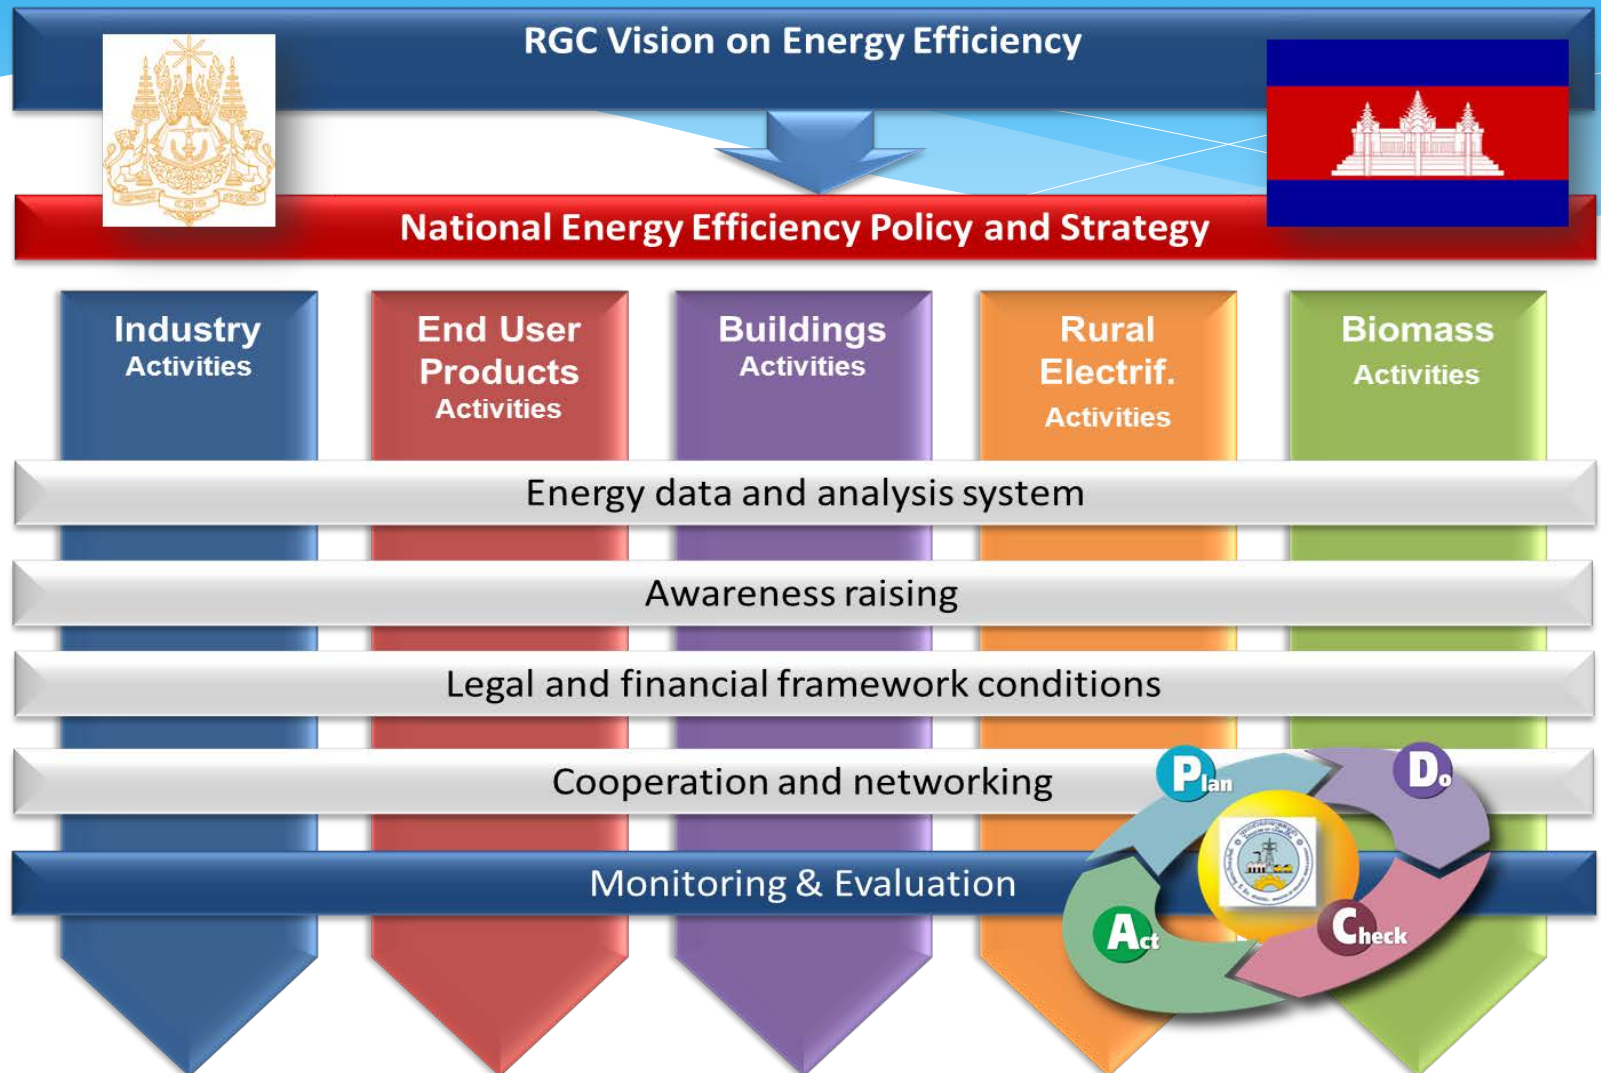 RGC Vision on Energy Efficiency
National Energy Efficiency Policy and Strategy
Industry
Activities
End User
Products
Activities
Buildings
Activities
Rural
Electrif.
Activities
Biomass
Activities
Energy data and analysis system
Awareness raising
Legal and financial framework conditions
Cooperation and networking
Monitoring & Evaluation
Plan
Do
Check
Act